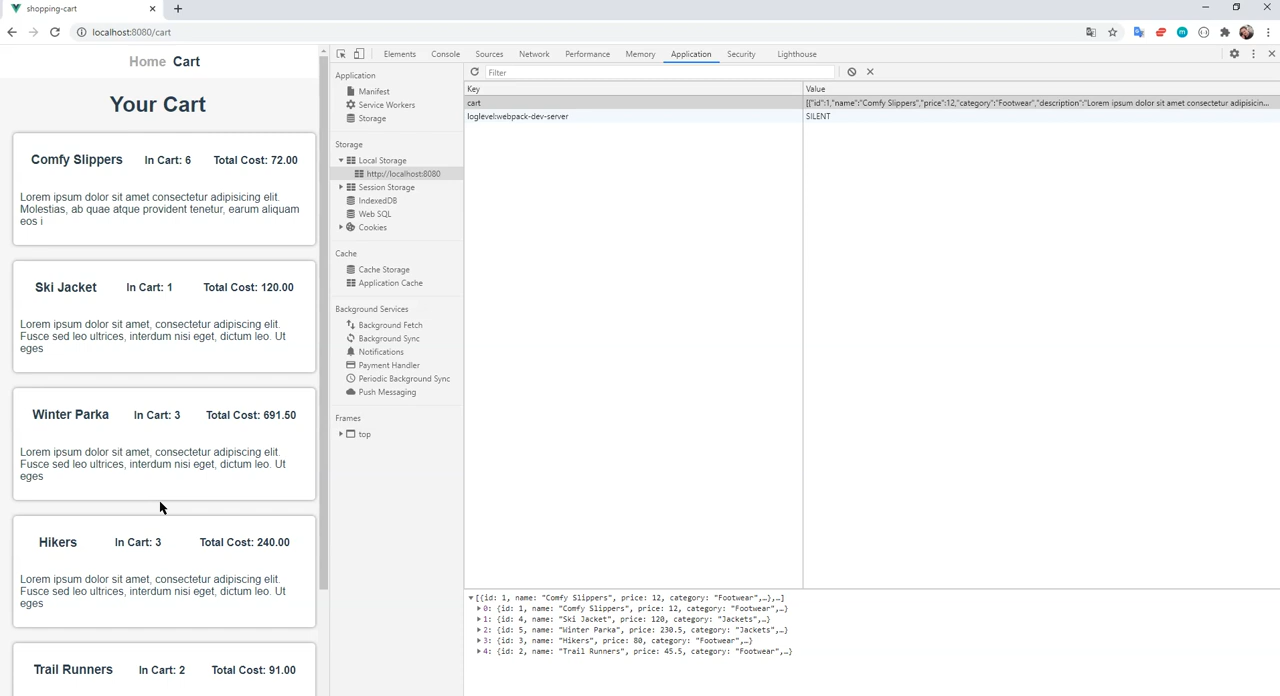 shopping-cart
localhost:8080/cart
Home Cart
Your Cart
Comfy Slippers In Cart: 6 Total Cost: 72.00
Lorem ipsum dolor sit amet consectetur adipisicing elit.
Molestias, ab quae atque provident tenetur, earum aliquam
eos i
Ski Jacket In Cart: 1 Total Cost: 120.00
Lorem ipsum dolor sit amet, consectetur adipiscing elit.
Fusce sed leo ultrices, interdum nisi eget, dictum leo. Ut
eges
Winter Parka In Cart: 3 Total Cost: 691.50
Lorem ipsum dolor sit amet, consectetur adipiscing elit.
Fusce sed leo ultrices, interdum nisi eget, dictum leo. Ut
eges
Hikers In Cart: 3 Total Cost: 240.00
Lorem ipsum dolor sit amet, consectetur adipiscing elit.
Fusce sed leo ultrices, interdum nisi eget, dictum leo. Ut
eges
Trail Runners In Cart: 2 Total Cost: 91.00
Elements Console Sources Network Performance Memory Application Security Lighthouse
Application
Manifest
Service Workers
Storage
Storage
Local Storage
http://localhost:8080
Session Storage
IndexedDB
Web SQL
Cookies
Cache
Cache Storage
Application Cache
Background Services
Background Fetch
Background Sync
Notifications
Payment Handler
Periodic Background Sync
Push Messaging
Frames
top
Filter
Key Value
cart [{"id":1,"name":"Comfy Slippers","price":12,"category":"Footwear","description":"Lorem ipsum dolor sit amet consectetur adipisicin...
loglevel:webpack-dev-server SILENT
[{id: 1, name: "Comfy Slippers", price: 12, category: "Footwear",…},…]
0: {id: 1, name: "Comfy Slippers", price: 12, category: "Footwear",…}
1: {id: 4, name: "Ski Jacket", price: 120, category: "Jackets",…}
2: {id: 5, name: "Winter Parka", price: 230.5, category: "Jackets",…}
3: {id: 3, name: "Hikers", price: 80, category: "Footwear",…}
4: {id: 2, name: "Trail Runners", price: 45.5, category: "Footwear",…}